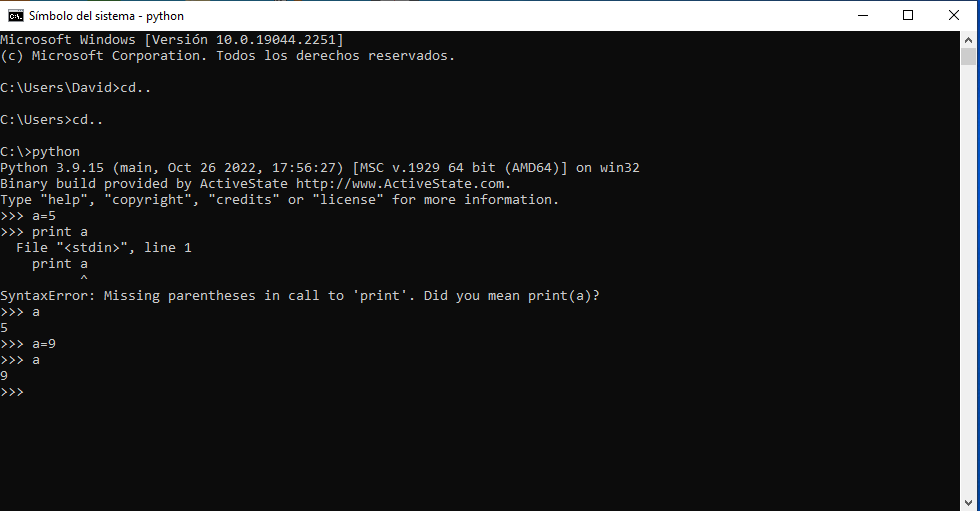 Símbolo del sistema - python
Microsoft Windows [Versión 10.0.19044.2251]
(c) Microsoft Corporation. Todos los derechos reservados.
C:\Users\David>cd..
C:\Users>cd..
C:\>python
Python 3.9.15 (main, Oct 26 2022, 17:56:27) [MSC v.1929 64 bit (AMD64)] on win32
Binary build provided by ActiveState http://www.ActiveState.com.
Type "help", "copyright", "credits" or "license" for more information.
>>> a=5
>>> print a
  File "<stdin>", line 1
    print a
          ^
SyntaxError: Missing parentheses in call to 'print'. Did you mean print(a)?
>>> a
5
>>> a=9
>>> a
9
>>>